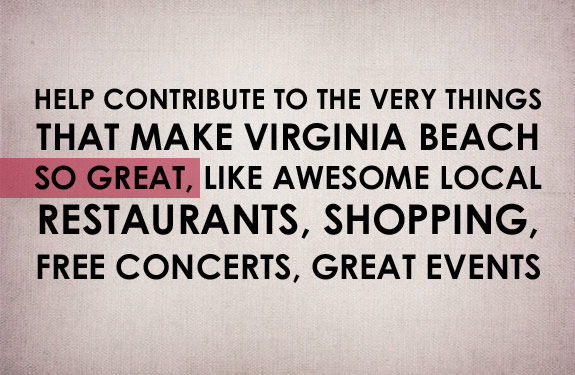 HELP CONTRIBUTE TO THE VERY THINGS
THAT MAKE VIRGINIA BEACH
SO GREAT, LIKE AWESOME LOCAL
RESTAURANTS, SHOPPING,
FREE CONCERTS, GREAT EVENTS